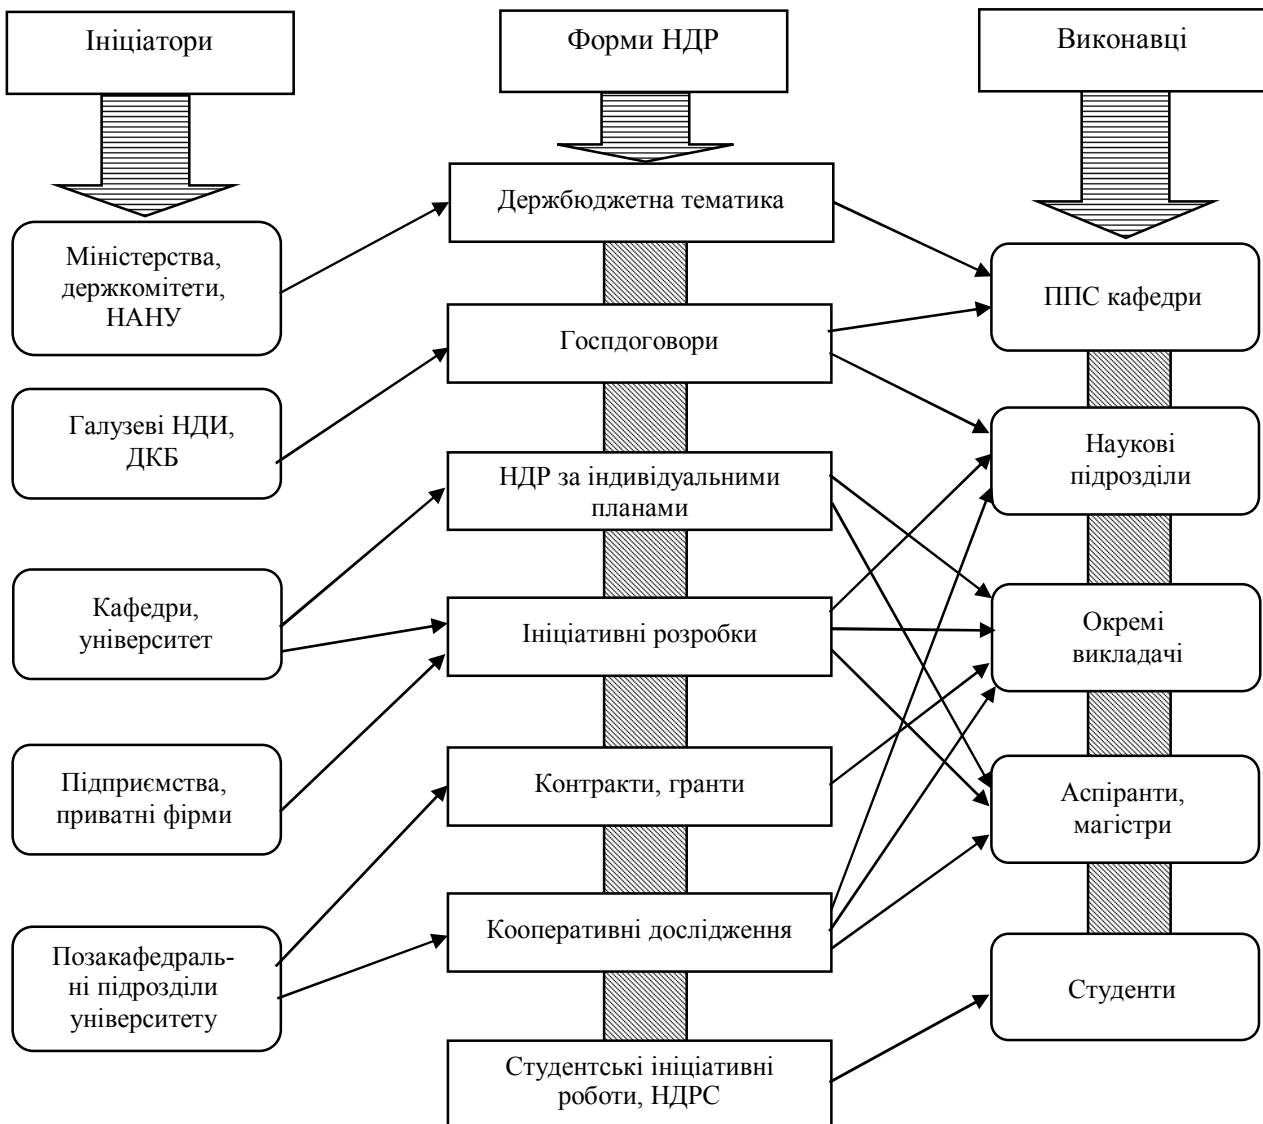 Ініціатори
Форми НДР
Виконавці
Міністерства,
держкомітети,
НАНУ
Галузеві НДИ,
ДКБ
Кафедри,
університет
Підприємства,
приватні фірми
Позакафедраль-
ні підрозділи
університету
Держбюджетна тематика
Госпдоговори
НДР за індивідуальними
планами
Ініціативні розробки
Контракти, гранти
Кооперативні дослідження
Студентські ініціативні
роботи, НДРС
ППС кафедри
Наукові
підрозділи
Окремі
викладачі
Аспіранти,
магістри
Студенти